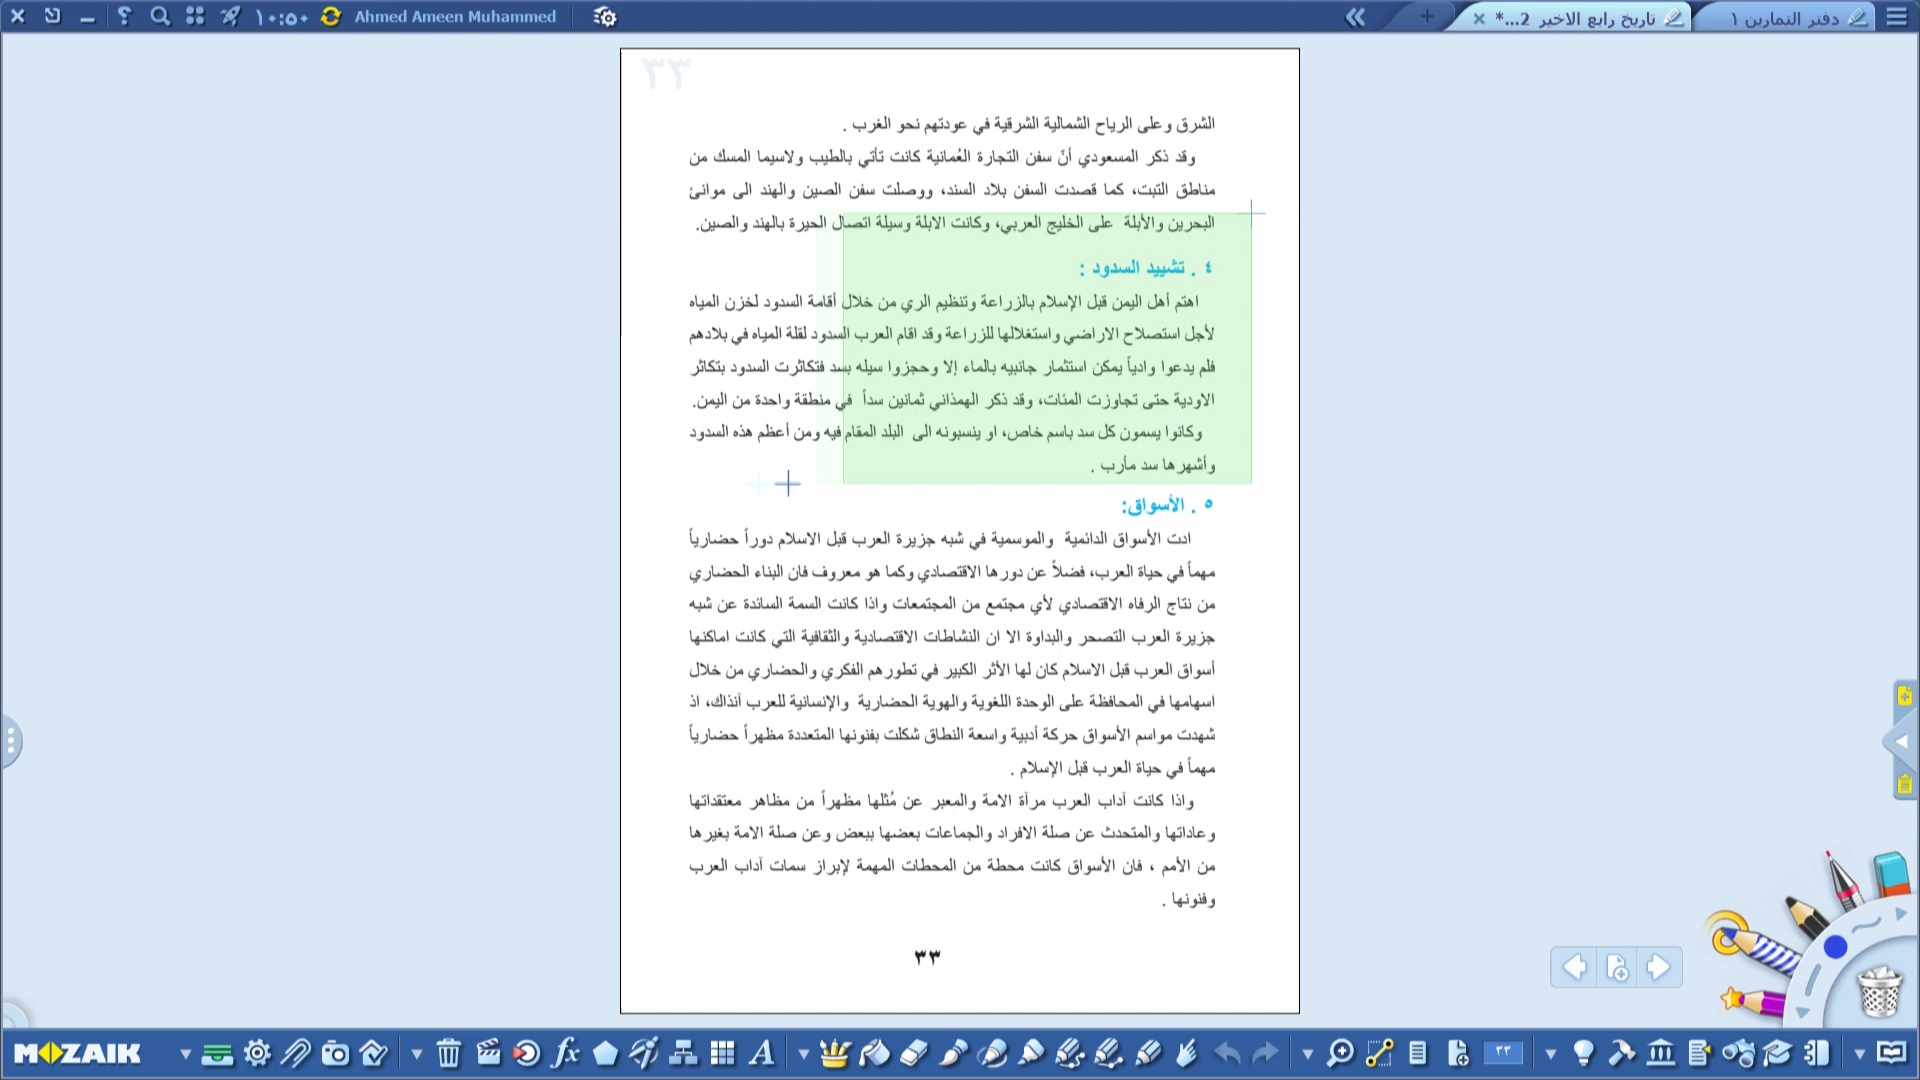 ١٠:٥٠
Ahmed Ameen Muhammed
تاريخ رابع الاخير 2...*
دفتر التمارين ١
٣٣
الشرق وعلى الرياح الشمالية الشرقية في عودتهم نحو الغرب .
وقد ذكر المسعودي أنّ سفن التجارة العُمانية كانت تأتي بالطيب ولاسيما المسك من
مناطق التبت، كما قصدت السفن بلاد السند، ووصلت سفن الصين والهند الى موانئ
البحرين والأبلة على الخليج العربي، وكانت الابلة وسيلة اتصال الحيرة بالهند والصين.
٤ . تشييد السدود :
اهتم أهل اليمن قبل الإسلام بالزراعة وتنظيم الري من خلال أقامة السدود لخزن المياه
لأجل استصلاح الاراضي واستغلالها للزراعة وقد اقام العرب السدود لقلة المياه في بلادهم
فلم يدعوا وادياً يمكن استثمار جانبيه بالماء إلا وحجزوا سيله بسد فتكاثرت السدود بتكاثر
الاودية حتى تجاوزت المئات، وقد ذكر الهمذاني ثمانين سداً في منطقة واحدة من اليمن.
وكانوا يسمون كل سد باسم خاص، او ينسبونه الى البلد المقام فيه ومن أعظم هذه السدود
وأشهرها سد مأرب .
٥ . الأسواق:
ادت الأسواق الدائمية والموسمية في شبه جزيرة العرب قبل الاسلام دوراً حضارياً
مهماً في حياة العرب، فضلاً عن دورها الاقتصادي وكما هو معروف فان البناء الحضاري
من نتاج الرفاه الاقتصادي لأي مجتمع من المجتمعات واذا كانت السمة السائدة عن شبه
جزيرة العرب التصحر والبداوة الا ان النشاطات الاقتصادية والثقافية التي كانت اماكنها
أسواق العرب قبل الاسلام كان لها الأثر الكبير في تطورهم الفكري والحضاري من خلال
اسهامها في المحافظة على الوحدة اللغوية والهوية الحضارية والإنسانية للعرب آنذاك، اذ
شهدت مواسم الأسواق حركة أدبية واسعة النطاق شكلت بفنونها المتعددة مظهراً حضارياً
مهماً في حياة العرب قبل الإسلام .
واذا كانت آداب العرب مرآة الامة والمعبر عن مُثلها مظهراً من مظاهر معتقداتها
وعاداتها والمتحدث عن صلة الافراد والجماعات بعضها ببعض وعن صلة الامة بغيرها
من الأمم ، فان الأسواق كانت محطة من المحطات المهمة لإبراز سمات آداب العرب
وفنونها .
٣٣
MOZAIK
٣٣